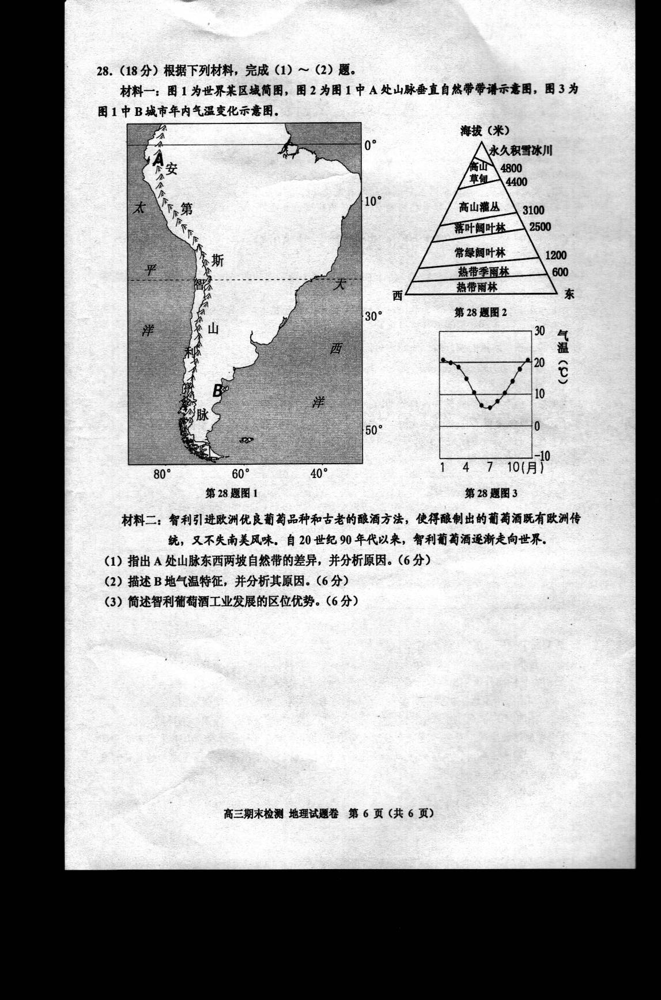 28.（18分）根据下列材料，完成（1）～（2）题。
材料一：图1为世界某区域简图，图2为图1中A处山脉垂直自然带带谱示意图，图3为
图1中B城市年内气温变化示意图。
0°
10°
30°
50°
80°
60°
40°
A
安
第
斯
山
脉
智
利
太
平
洋
大
西
洋
B
第28题图1
海拔（米）
永久积雪冰川
高山
草甸
4800
4400
高山灌丛
3100
落叶阔叶林
2500
常绿阔叶林
1200
热带季雨林
600
热带雨林
西
东
第28题图2
30
20
10
0
-10
气温（℃）
1 4 7 10(月)
第28题图3
材料二：智利引进欧洲优良葡萄品种和古老的酿酒方法，使得酿制出的葡萄酒既有欧洲传
统，又不失南美风味。自20世纪90年代以来，智利葡萄酒逐渐走向世界。
（1）指出A处山脉东西两坡自然带的差异，并分析原因。（6分）
（2）描述B地气温特征，并分析其原因。（6分）
（3）简述智利葡萄酒工业发展的区位优势。（6分）
高三期末检测 地理试题卷 第 6 页（共 6 页）